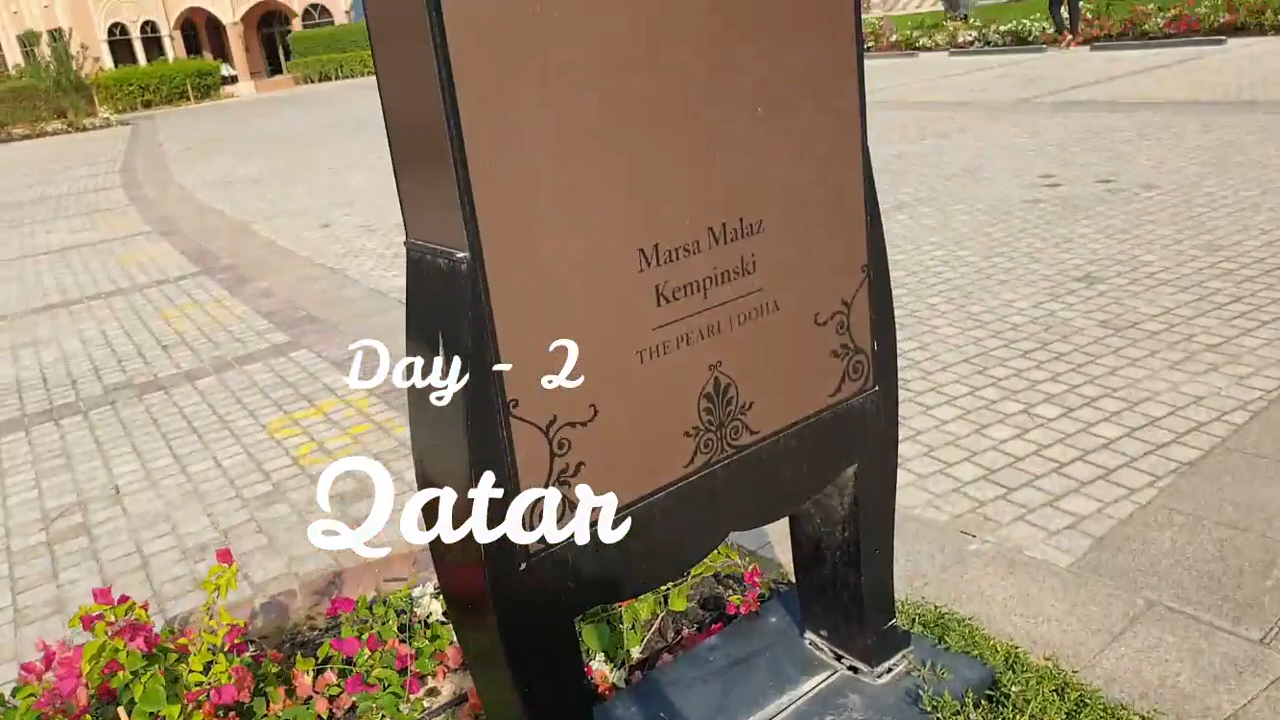 Marsa Malaz
Kempinski
THE PEARL | DOHA
Day - 2
Qatar